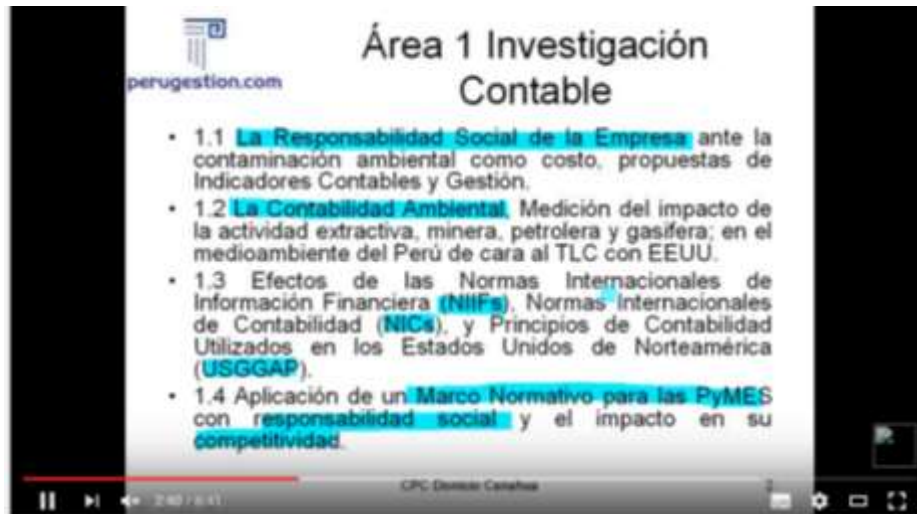 perugestion.com
Área 1 Investigación
Contable
• 1.1 La Responsabilidad Social de la Empresa ante la
contaminación ambiental como costo, propuestas de
Indicadores Contables y Gestión.
• 1.2 La Contabilidad Ambiental, Medición del impacto de
la actividad extractiva, minera, petrolera y gasifera; en el
medioambiente del Perú de cara al TLC con EEUU.
• 1.3 Efectos de las Normas Internacionales de
Información Financiera (NIIFs), Normas Internacionales
de Contabilidad (NICs), y Principios de Contabilidad
Utilizados en los Estados Unidos de Norteamérica
(USGGAP).
• 1.4 Aplicación de un Marco Normativo para las PyMES
con responsabilidad social y el impacto en su
competitividad.
CPC